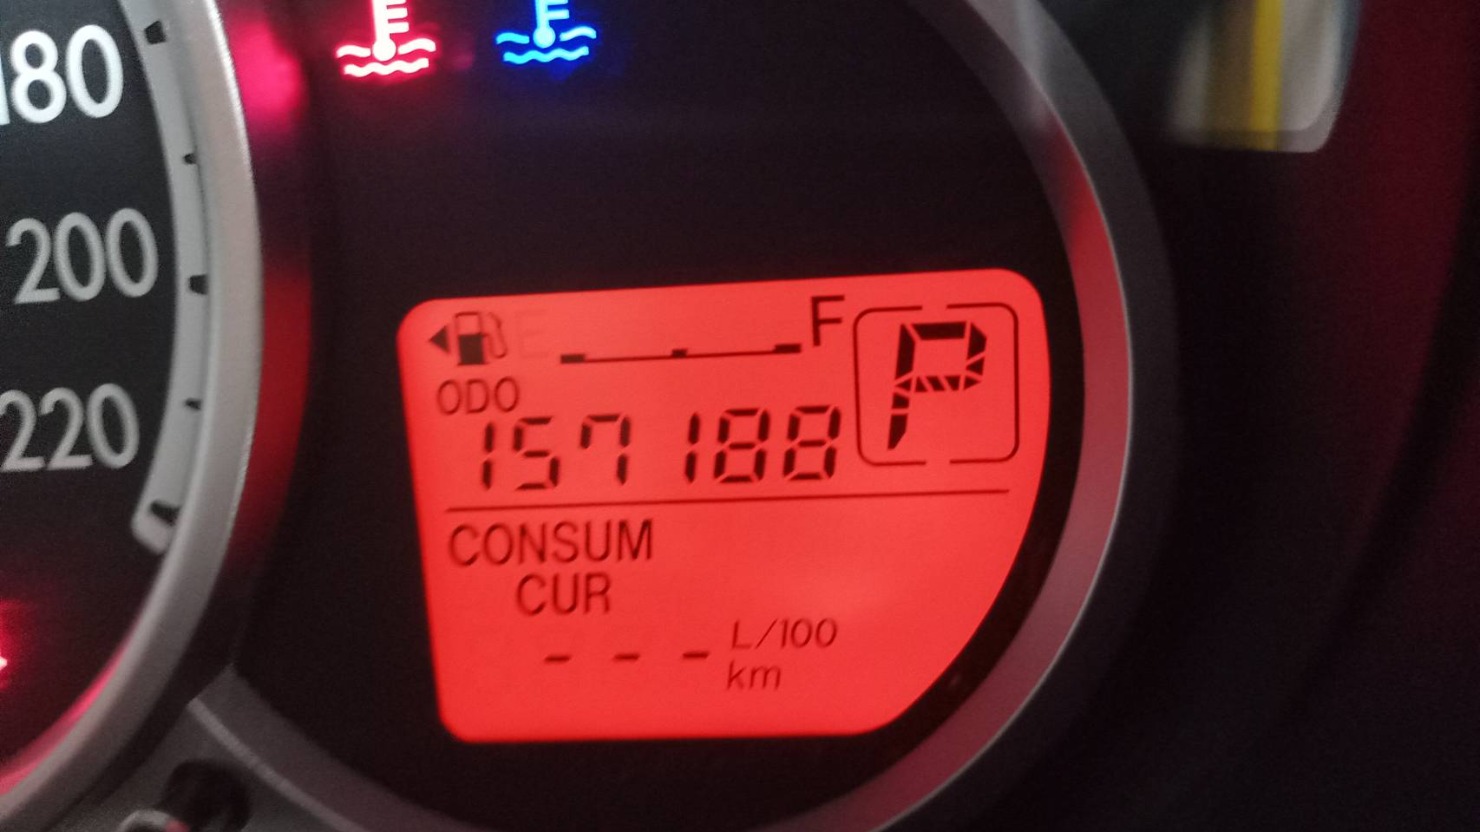 180
200
220
E F P
ODO
157188
CONSUM
CUR
--- L/100
km